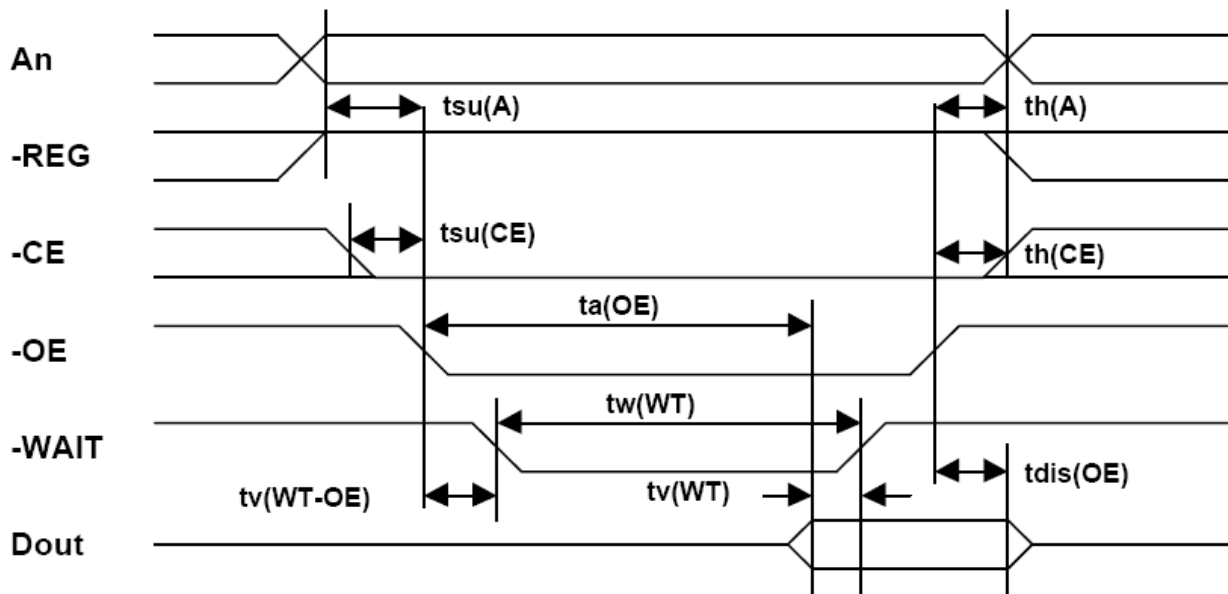 An
tsu(A)
th(A)
-REG
tsu(CE)
-CE
th(CE)
ta(OE)
-OE
tw(WT)
-WAIT
tv(WT-OE)
tv(WT)
tdis(OE)
Dout